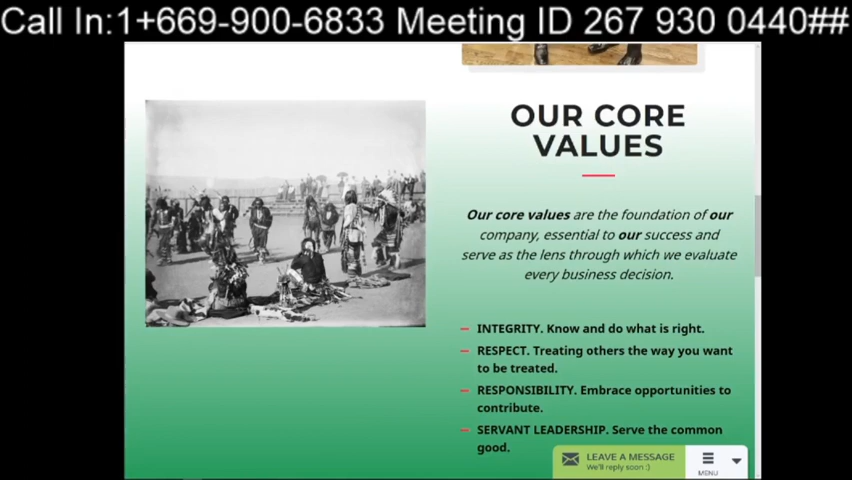 Call In:1+669-900-6833 Meeting ID 267 930 0440##
OUR CORE
VALUES
Our core values are the foundation of our
company, essential to our success and
serve as the lens through which we evaluate
every business decision.
INTEGRITY. Know and do what is right.
RESPECT. Treating others the way you want
to be treated.
RESPONSIBILITY. Embrace opportunities to
contribute.
SERVANT LEADERSHIP. Serve the common
good.
LEAVE A MESSAGE
We'll reply soon :)
MENU